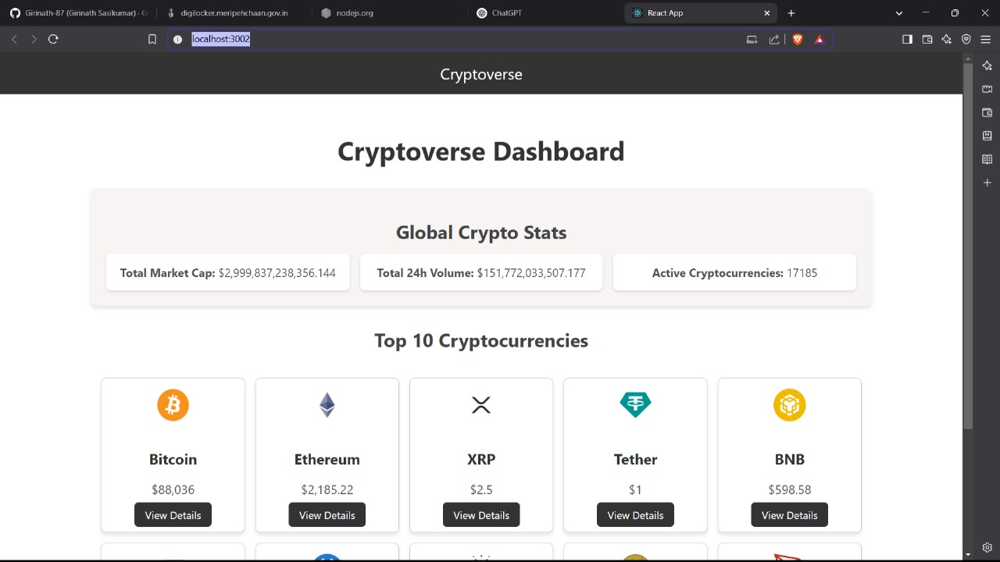 Girinath-87 (Girinath Sasikumar) · G
digilocker.meripehchaan.gov.in
nodejs.org
ChatGPT
React App
localhost:3002
Cryptoverse
Cryptoverse Dashboard
Global Crypto Stats
Total Market Cap: $2,999,837,238,356.144
Total 24h Volume: $151,772,033,507.177
Active Cryptocurrencies: 17185
Top 10 Cryptocurrencies
Bitcoin
$88,036
View Details
Ethereum
$2,185.22
View Details
XRP
$2.5
View Details
Tether
$1
View Details
BNB
$598.58
View Details